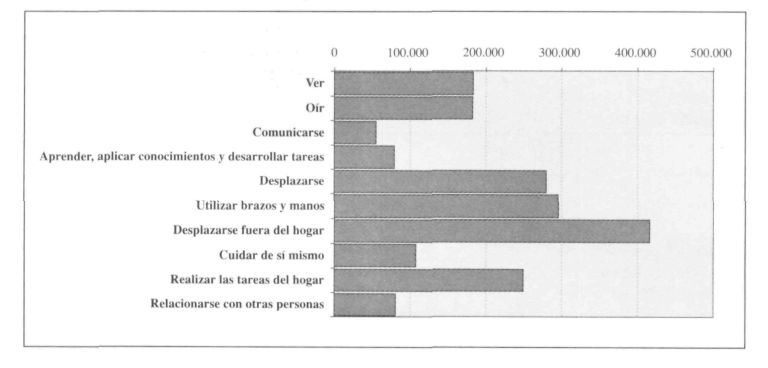 0 100.000 200.000 300.000 400.000 500.000
Ver
Oír
Comunicarse
Aprender, aplicar conocimientos y desarrollar tareas
Desplazarse
Utilizar brazos y manos
Desplazarse fuera del hogar
Cuidar de sí mismo
Realizar las tareas del hogar
Relacionarse con otras personas